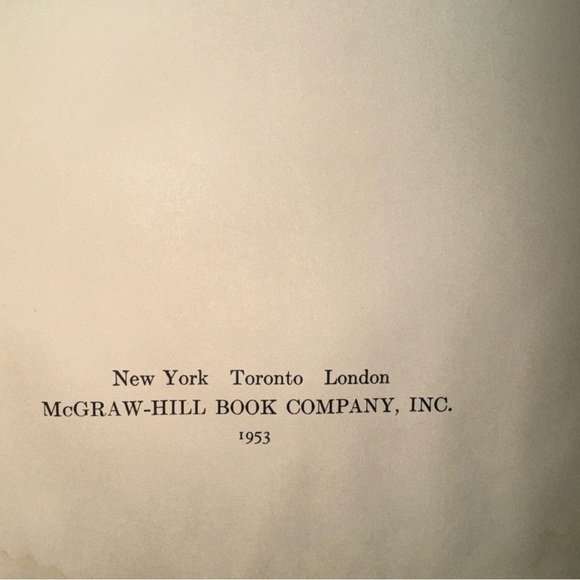 New York Toronto London
McGRAW-HILL BOOK COMPANY, INC.
1953